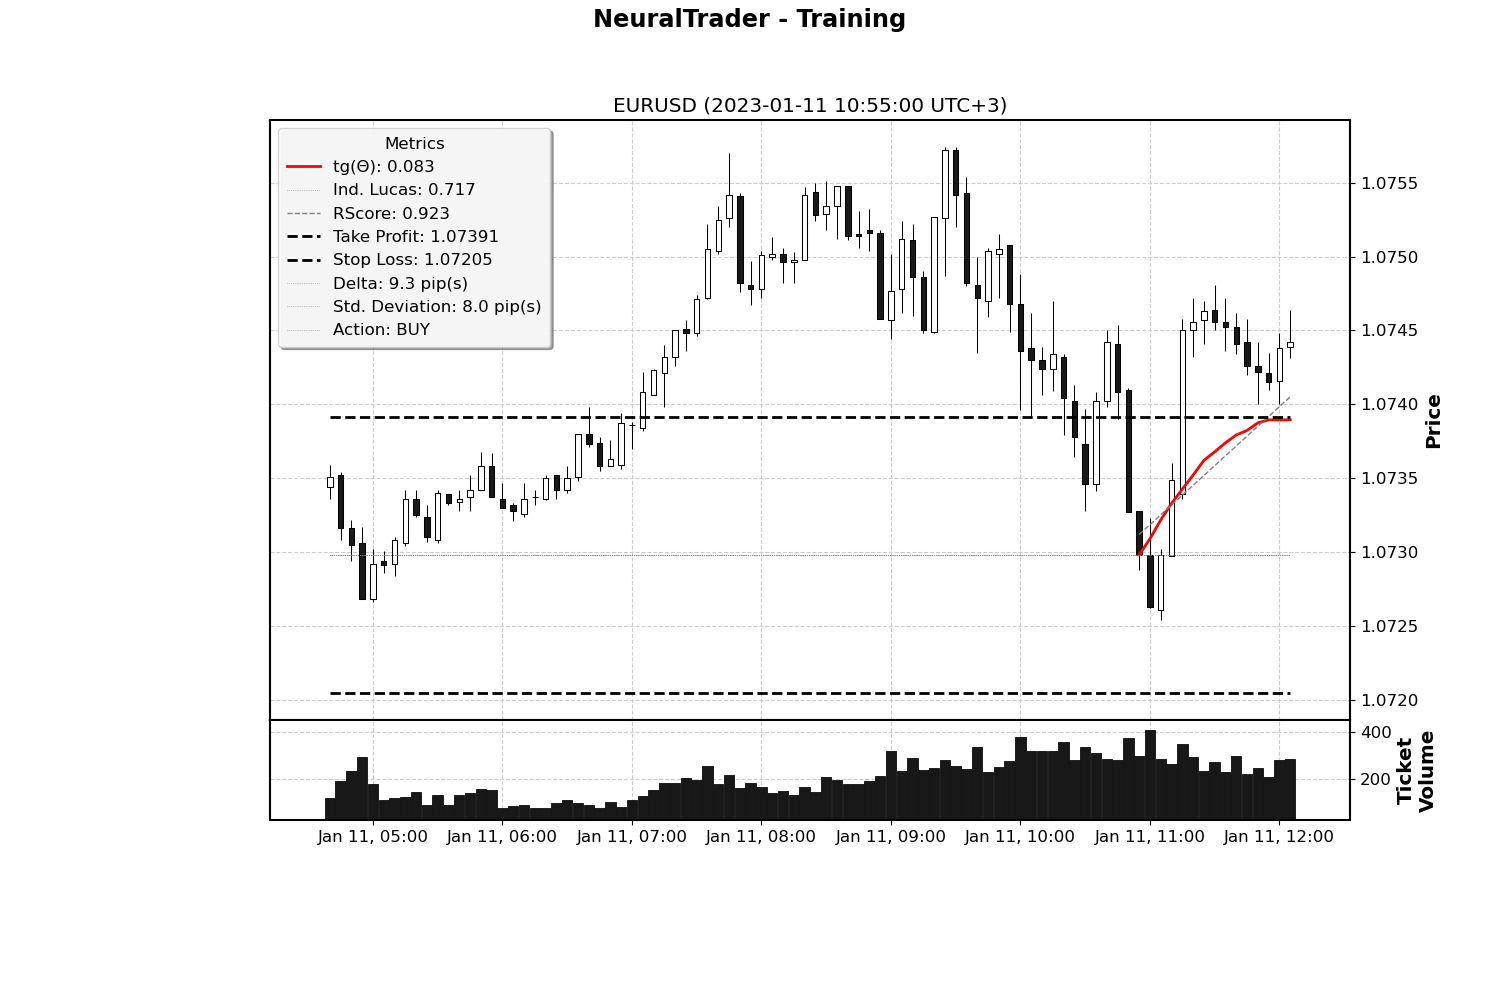 NeuralTrader - Training
EURUSD (2023-01-11 10:55:00 UTC+3)
Metrics
tg(Θ): 0.083
Ind. Lucas: 0.717
RScore: 0.923
Take Profit: 1.07391
Stop Loss: 1.07205
Delta: 9.3 pip(s)
Std. Deviation: 8.0 pip(s)
Action: BUY
1.0755
1.0750
1.0745
1.0740
1.0735
1.0730
1.0725
1.0720
Price
400
200
Ticket
Volume
Jan 11, 05:00 Jan 11, 06:00 Jan 11, 07:00 Jan 11, 08:00 Jan 11, 09:00 Jan 11, 10:00 Jan 11, 11:00 Jan 11, 12:00